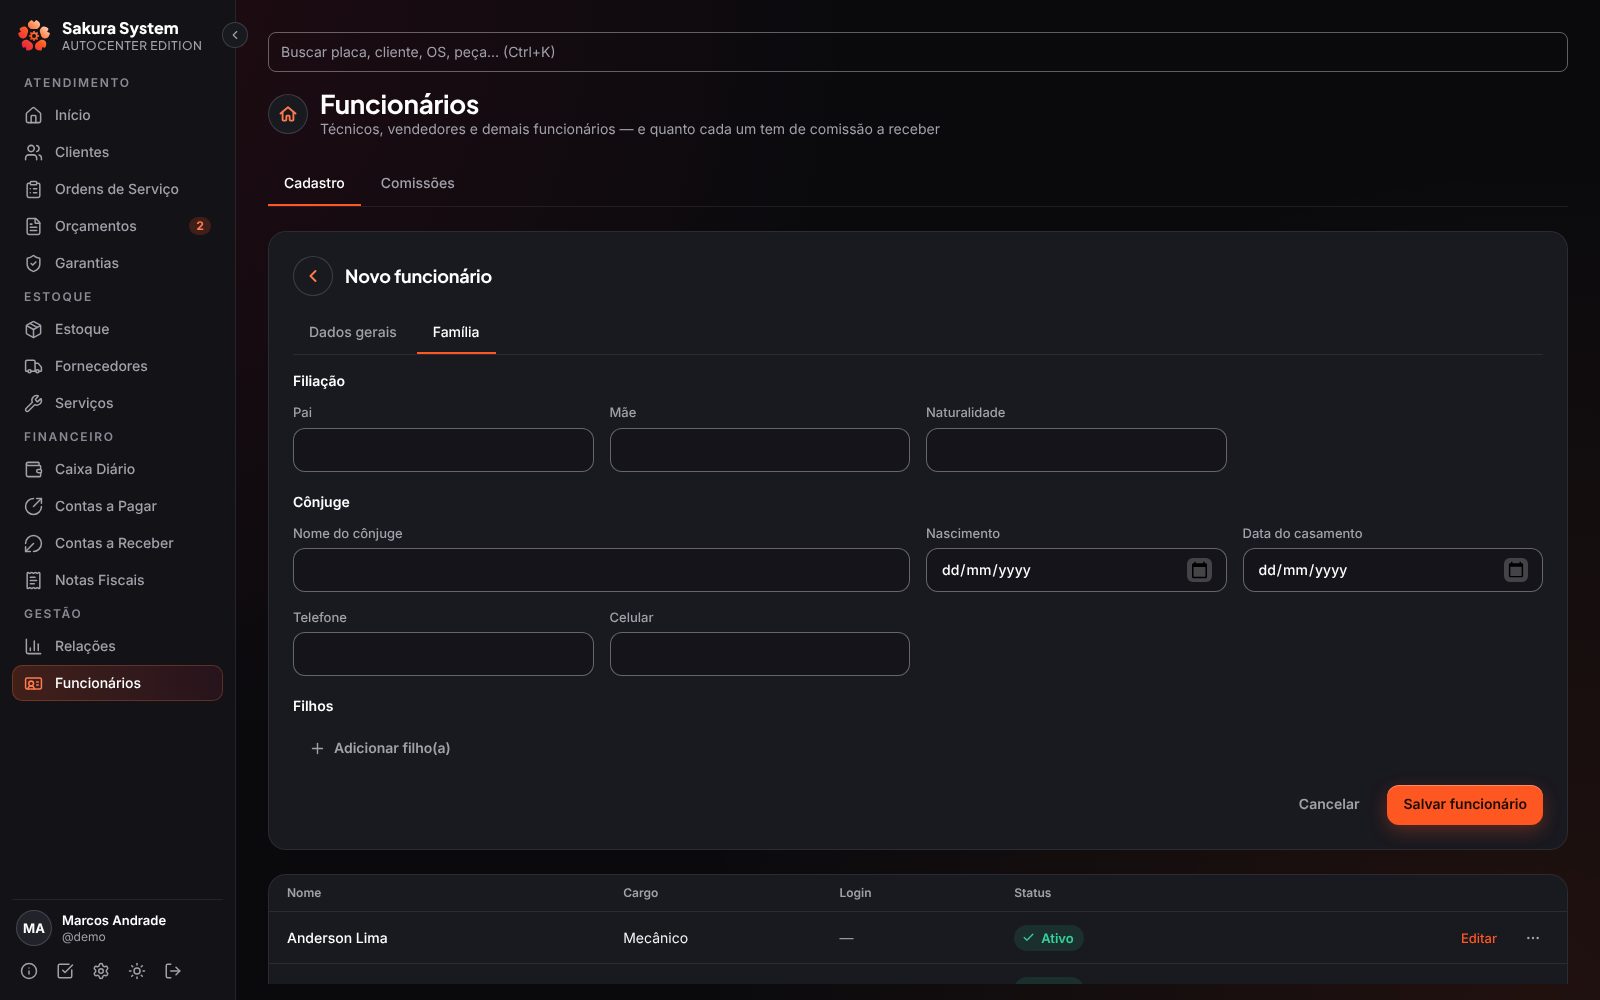 Sakura System
AUTOCENTER EDITION
ATENDIMENTO
Início
Clientes
Ordens de Serviço
Orçamentos 2
Garantias
ESTOQUE
Estoque
Fornecedores
Serviços
FINANCEIRO
Caixa Diário
Contas a Pagar
Contas a Receber
Notas Fiscais
GESTÃO
Relações
Funcionários
MA
Marcos Andrade
@demo
Buscar placa, cliente, OS, peça... (Ctrl+K)
Funcionários
Técnicos, vendedores e demais funcionários — e quanto cada um tem de comissão a receber
Cadastro Comissões
Novo funcionário
Dados gerais Família
Filiação
Pai Mãe Naturalidade
Cônjuge
Nome do cônjuge Nascimento Data do casamento
dd/mm/yyyy dd/mm/yyyy
Telefone Celular
Filhos
Adicionar filho(a)
Cancelar Salvar funcionário
Nome Cargo Login Status
Anderson Lima Mecânico — Ativo Editar ...